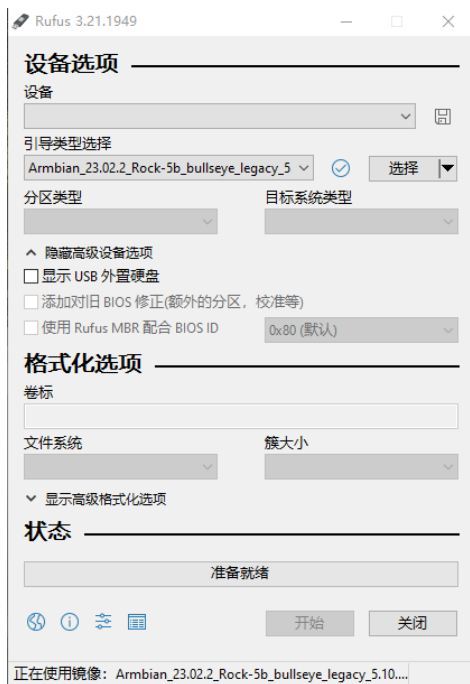 Rufus 3.21.1949
设备选项
设备
引导类型选择
Armbian_23.02.2_Rock-5b_bullseye_legacy_5
选择
分区类型
目标系统类型
隐藏高级设备选项
显示 USB 外置硬盘
添加对旧 BIOS 修正(额外的分区，校准等)
使用 Rufus MBR 配合 BIOS ID
0x80 (默认)
格式化选项
卷标
文件系统
簇大小
显示高级格式化选项
状态
准备就绪
开始
关闭
正在使用镜像：Armbian_23.02.2_Rock-5b_bullseye_legacy_5.10....